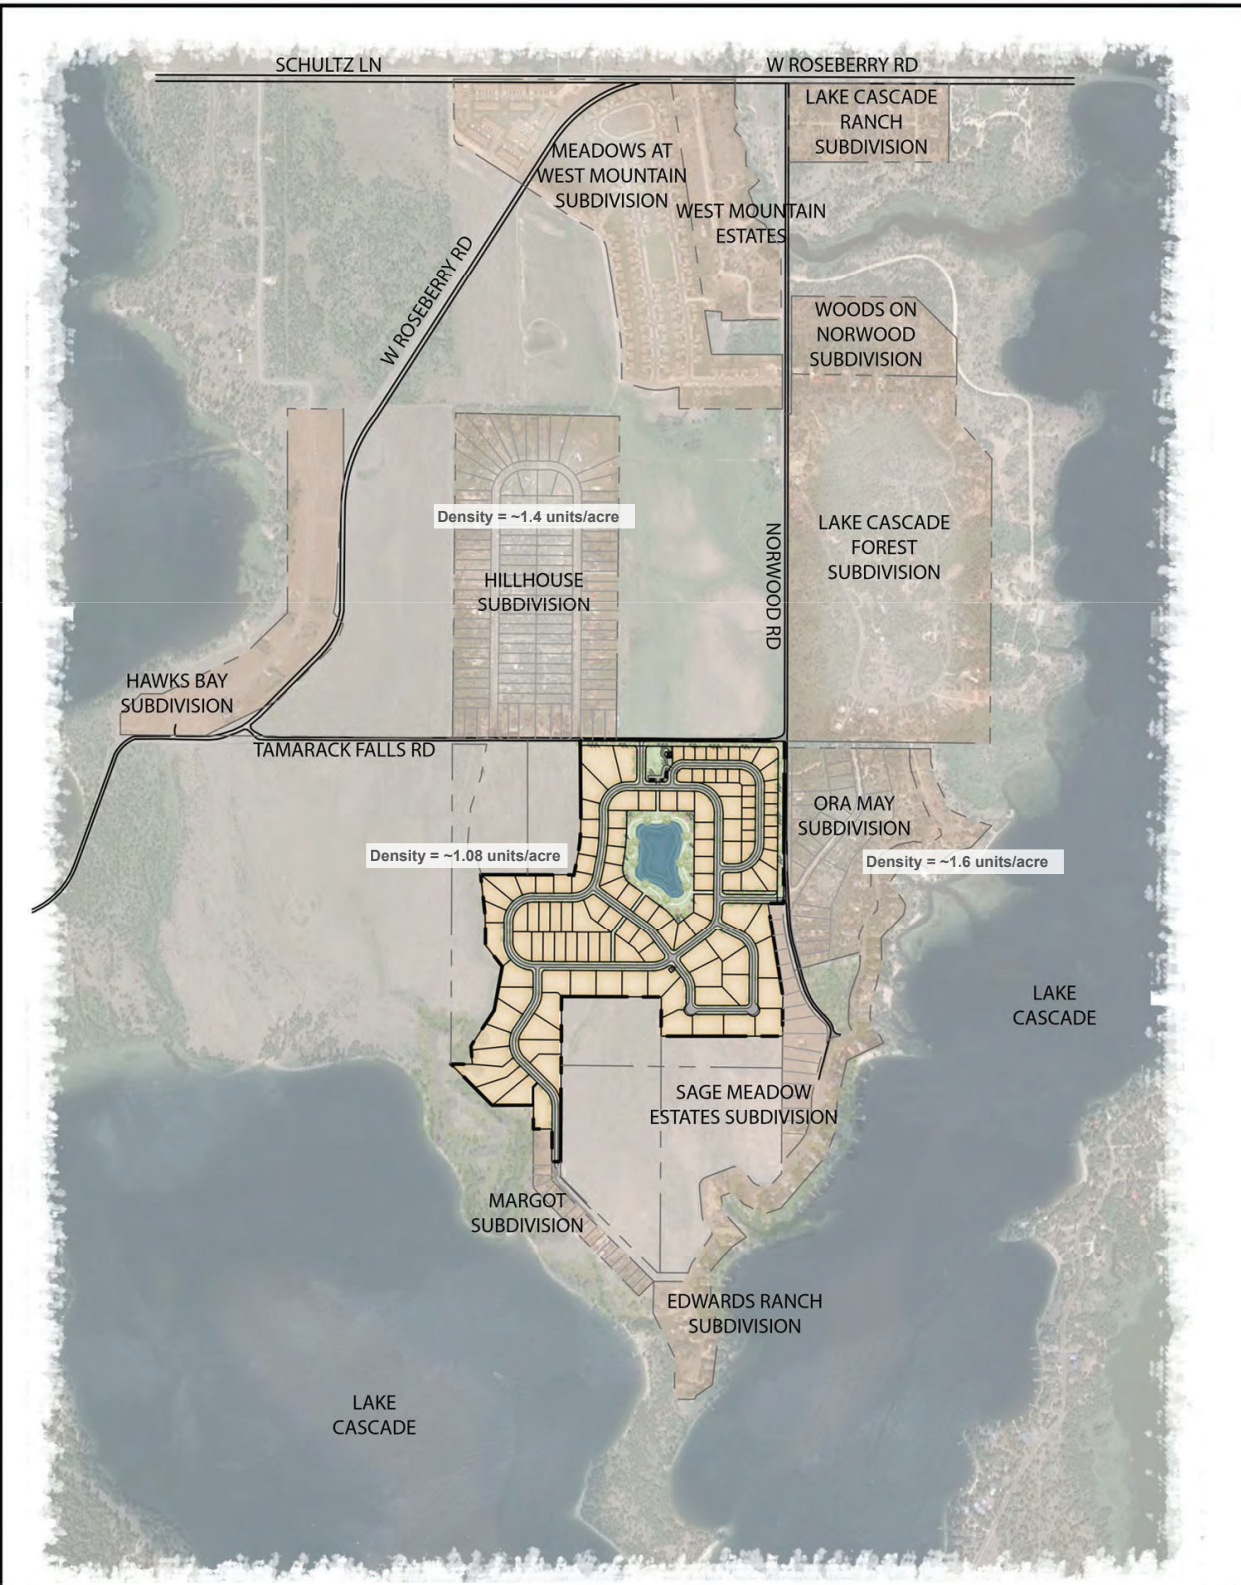 SCHULTZ LN
W ROSEBERRY RD
LAKE CASCADE
RANCH
SUBDIVISION
MEADOWS AT
WEST MOUNTAIN
SUBDIVISION
WEST MOUNTAIN
ESTATES
W ROSEBERRY RD
WOODS ON
NORWOOD
SUBDIVISION
Density = ~1.4 units/acre
LAKE CASCADE
FOREST
SUBDIVISION
NORWOOD RD
HILLHOUSE
SUBDIVISION
HAWKS BAY
SUBDIVISION
TAMARACK FALLS RD
ORA MAY
SUBDIVISION
Density = ~1.08 units/acre
Density = ~1.6 units/acre
LAKE
CASCADE
SAGE MEADOW
ESTATES SUBDIVISION
MARGOT
SUBDIVISION
EDWARDS RANCH
SUBDIVISION
LAKE
CASCADE